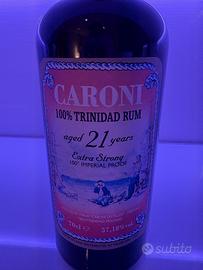 CARONI
100% TRINIDAD RUM
aged 21 years
Extra Strong
100° IMPERIAL PROOF
70cl ℮ 57,18%vol
subito